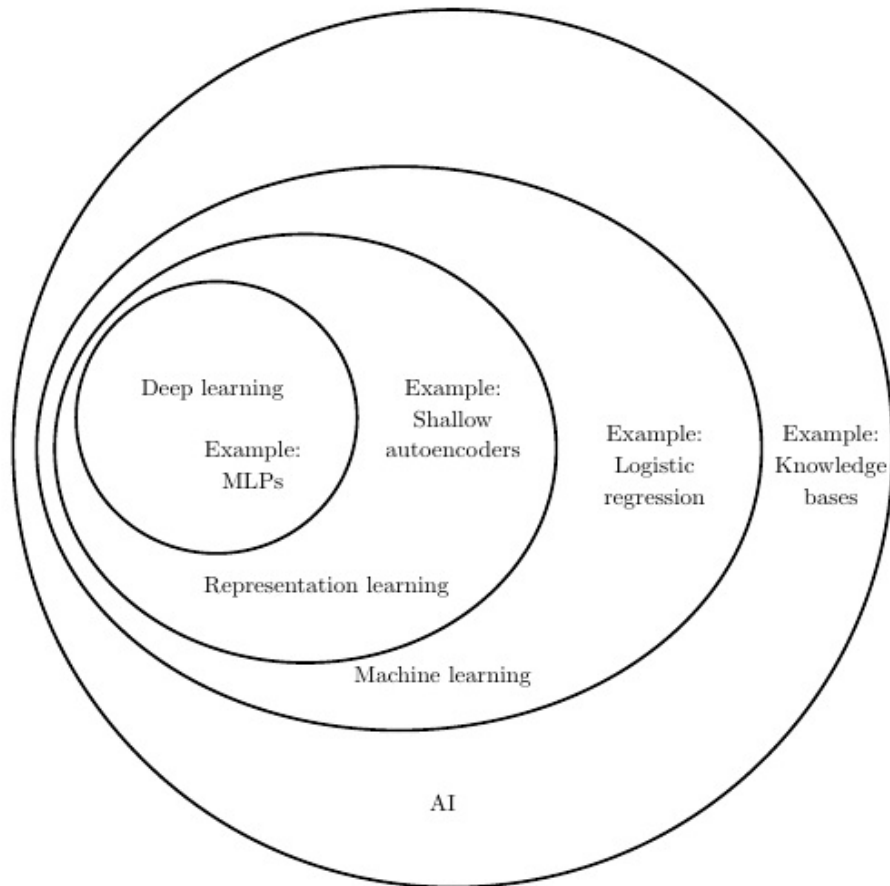 Deep learning
Example:
MLPs
Example:
Shallow
autoencoders
Example:
Logistic
regression
Example:
Knowledge
bases
Representation learning
Machine learning
AI